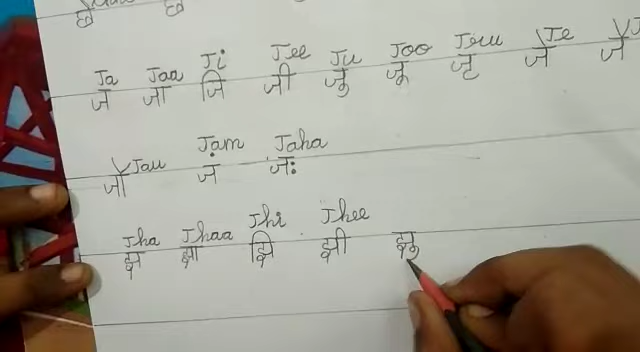 छ छ
Ja Jaa Ji Jee Ju Joo Jru Je
ज जा जि जी जु जू जृ जे जै
Jau Jam Jaha
जौ जं जः
Jha Jhaa Jhi Jhee
झ झा झि झी झु